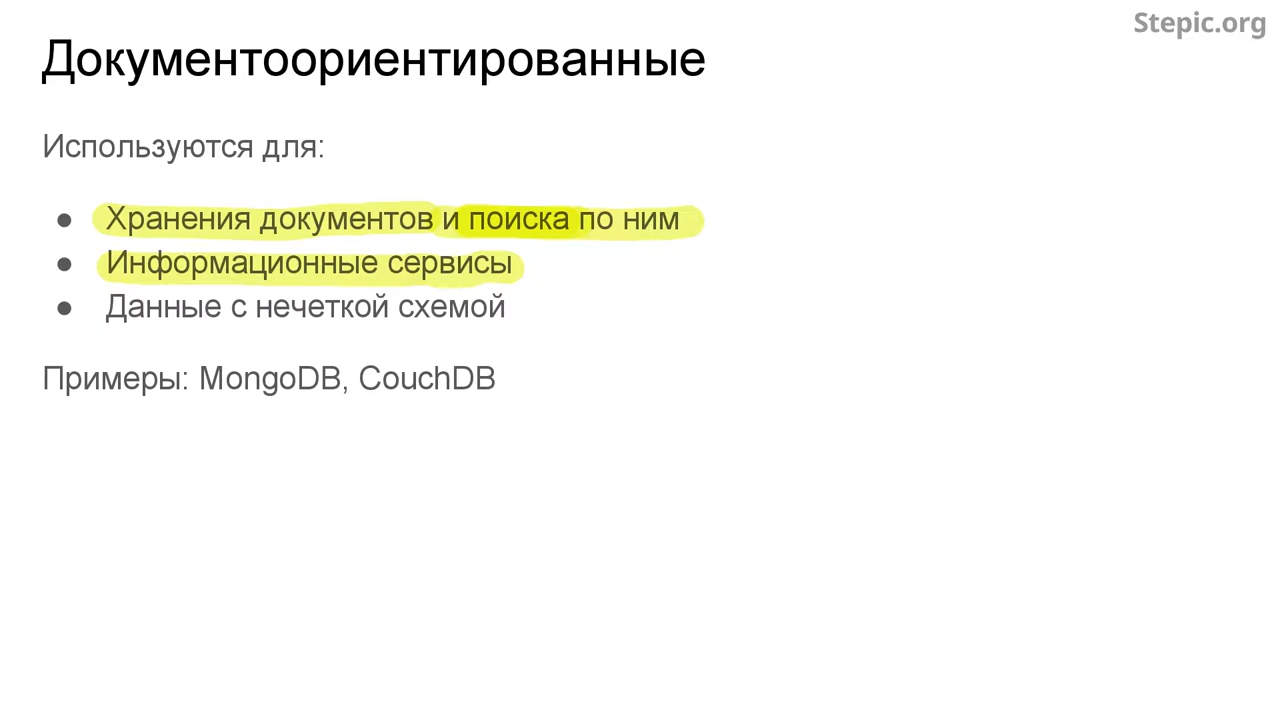 Stepic.org
Документоориентированные
Используются для:
● Хранения документов и поиска по ним
● Информационные сервисы
● Данные с нечеткой схемой
Примеры: MongoDB, CouchDB